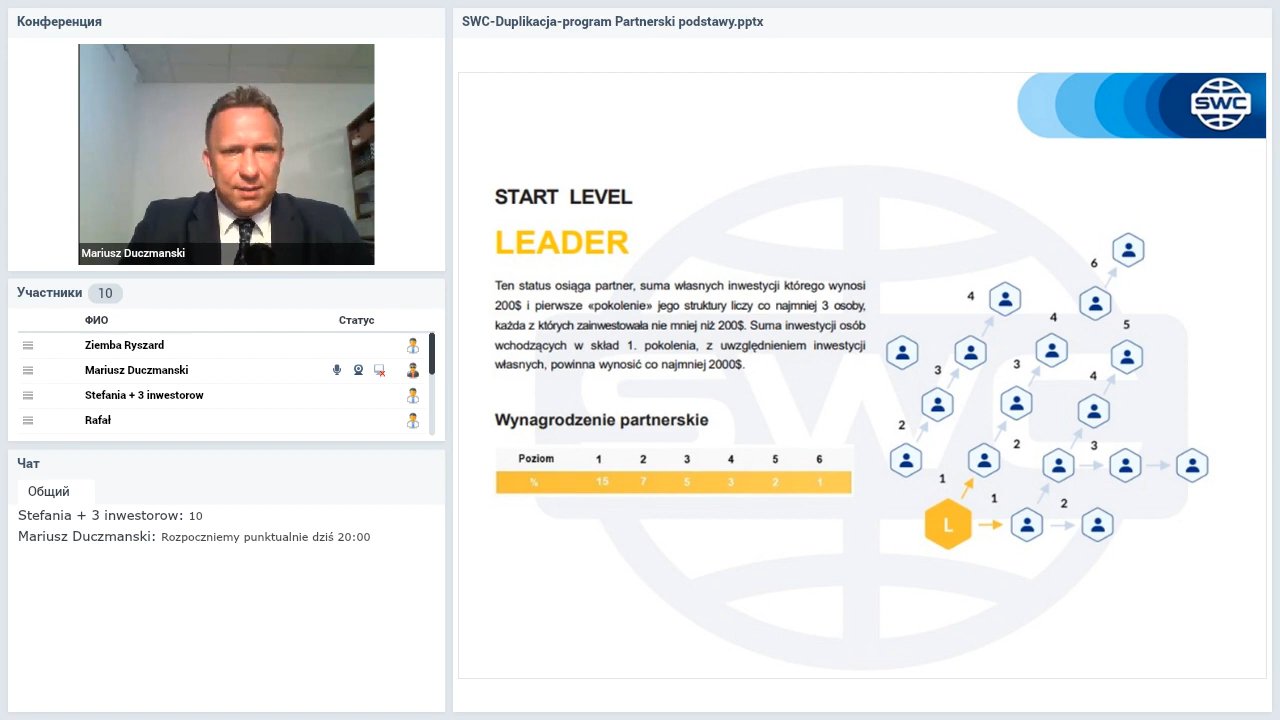 Конференция
Mariusz Duczmanski
Участники 10
ФИО Статус
Ziemba Ryszard
Mariusz Duczmanski
Stefania + 3 inwestorow
Rafał
Чат
Общий
Stefania + 3 inwestorow: 10
Mariusz Duczmanski: Rozpoczniemy punktualnie dziś 20:00
SWC-Duplikacja-program Partnerski podstawy.pptx
SWC
START LEVEL
LEADER
Ten status osiąga partner, suma własnych inwestycji którego wynosi
200$ i pierwsze «pokolenie» jego struktury liczy co najmniej 3 osoby,
każda z których zainwestowała nie mniej niż 200$. Suma inwestycji osób
wchodzących w skład 1. pokolenia, z uwzględnieniem inwestycji
własnych, powinna wynosić co najmniej 2000$.
Wynagrodzenie partnerskie
Poziom 1 2 3 4 5 6
% 15 7 5 3 2 1
6
4
4
5
3
3
4
2
2
3
1
1
2
L
SWC